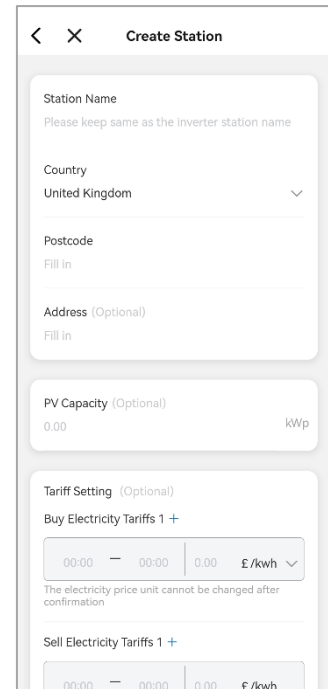 Create Station
Station Name
Please keep same as the inverter station name
Country
United Kingdom
Postcode
Fill in
Address (Optional)
Fill in
PV Capacity (Optional)
0.00 kWp
Tariff Setting (Optional)
Buy Electricity Tariffs 1 +
00:00 — 00:00 0.00 £/kwh
The electricity price unit cannot be changed after
confirmation
Sell Electricity Tariffs 1 +
00:00 — 00:00 0.00 £/kwh